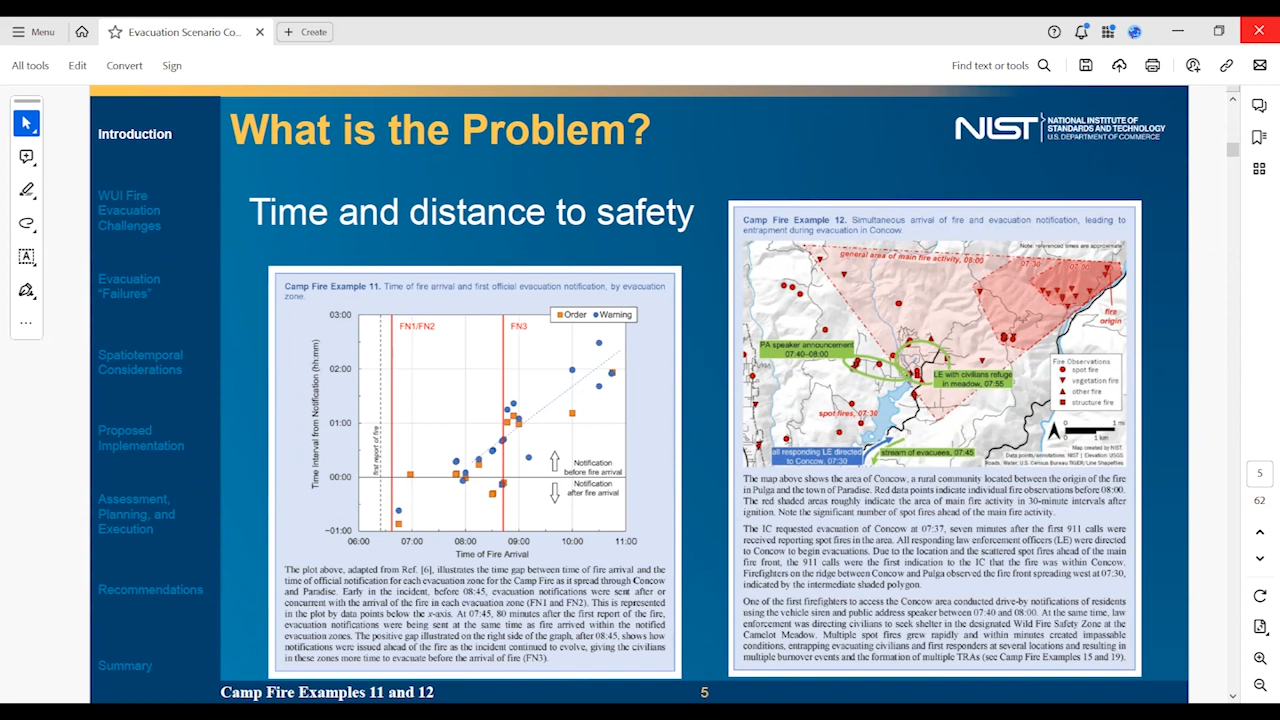 Menu
Evacuation Scenario Co...
Create
All tools
Edit
Convert
Sign
Find text or tools
Introduction
WUI Fire
Evacuation
Challenges
Evacuation
“Failures”
Spatiotemporal
Considerations
Proposed
Implementation
Assessment,
Planning, and
Execution
Recommendations
Summary
What is the Problem?
NIST
NATIONAL INSTITUTE OF
STANDARDS AND TECHNOLOGY
U.S. DEPARTMENT OF COMMERCE
Time and distance to safety
Camp Fire Example 11. Time of fire arrival and first official evacuation notification, by evacuation
zone.
Order
Warning
FN1/FN2
FN3
03:00
02:00
01:00
00:00
−01:00
Time Interval from Notification (hh:mm)
first report of fire
Notification
before fire arrival
Notification
after fire arrival
06:00
07:00
08:00
09:00
10:00
11:00
Time of Fire Arrival
The plot above, adapted from Ref. [6], illustrates the time gap between time of fire arrival and the
time of official notification for each evacuation zone for the Camp Fire as it spread through Concow
and Paradise. Early in the incident, before 08:45, evacuation notifications were sent after or
concurrent with the arrival of the fire in each evacuation zone (FN1 and FN2). This is represented
in the plot by data points below the x-axis. At 07:45, 80 minutes after the first report of the fire,
evacuation notifications were being sent at the same time as fire arrived within the notified
evacuation zones. The positive gap illustrated on the right side of the graph, after 08:45, shows how
notifications were issued ahead of the fire as the incident continued to evolve, giving the civilians
in these zones more time to evacuate before the arrival of fire (FN3).
Camp Fire Example 12. Simultaneous arrival of fire and evacuation notification, leading to
entrapment during evacuation in Concow.
Note: referenced times are approximate
general area of main fire activity, 08:00
07:30
07:00
fire
origin
PA speaker announcement
07:40–08:00
LE with civilians refuge
in meadow, 07:55
spot fires, 07:30
all responding LE directed
to Concow, 07:30
stream of evacuees, 07:45
Fire Observations
spot fire
vegetation fire
other fire
structure fire
1 mi
1 km
Map created by NIST.
Data points/annotations: NIST | Elevation: USGS
Roads, Water: U.S. Census Bureau TIGER/Line Shapefiles
The map above shows the area of Concow, a rural community located between the origin of the fire
in Pulga and the town of Paradise. Red data points indicate individual fire observations before 08:00.
The red shaded areas roughly indicate the area of main fire activity in 30-minute intervals after
ignition. Note the significant number of spot fires ahead of the main fire activity.
The IC requested evacuation of Concow at 07:37, seven minutes after the first 911 calls were
received reporting spot fires in the area. All responding law enforcement officers (LE) were directed
to Concow to begin evacuations. Due to the location and the scattered spot fires ahead of the main
fire front, the 911 calls were the first indication to the IC that the fire was within Concow.
Firefighters on the ridge between Concow and Pulga observed the fire front spreading west at 07:30,
indicated by the intermediate shaded polygon.
One of the first firefighters to access the Concow area conducted drive-by notifications of residents
using the vehicle siren and public address speaker between 07:40 and 08:00. At the same time, law
enforcement was directing civilians to seek shelter in the designated Wild Fire Safety Zone at the
Camelot Meadow. Multiple spot fires grew rapidly and within minutes created impassable
conditions, entrapping evacuating civilians and first responders at several locations and resulting in
multiple burnover events and the formation of multiple TRAs (see Camp Fire Examples 15 and 19).
Camp Fire Examples 11 and 12
5
5
62